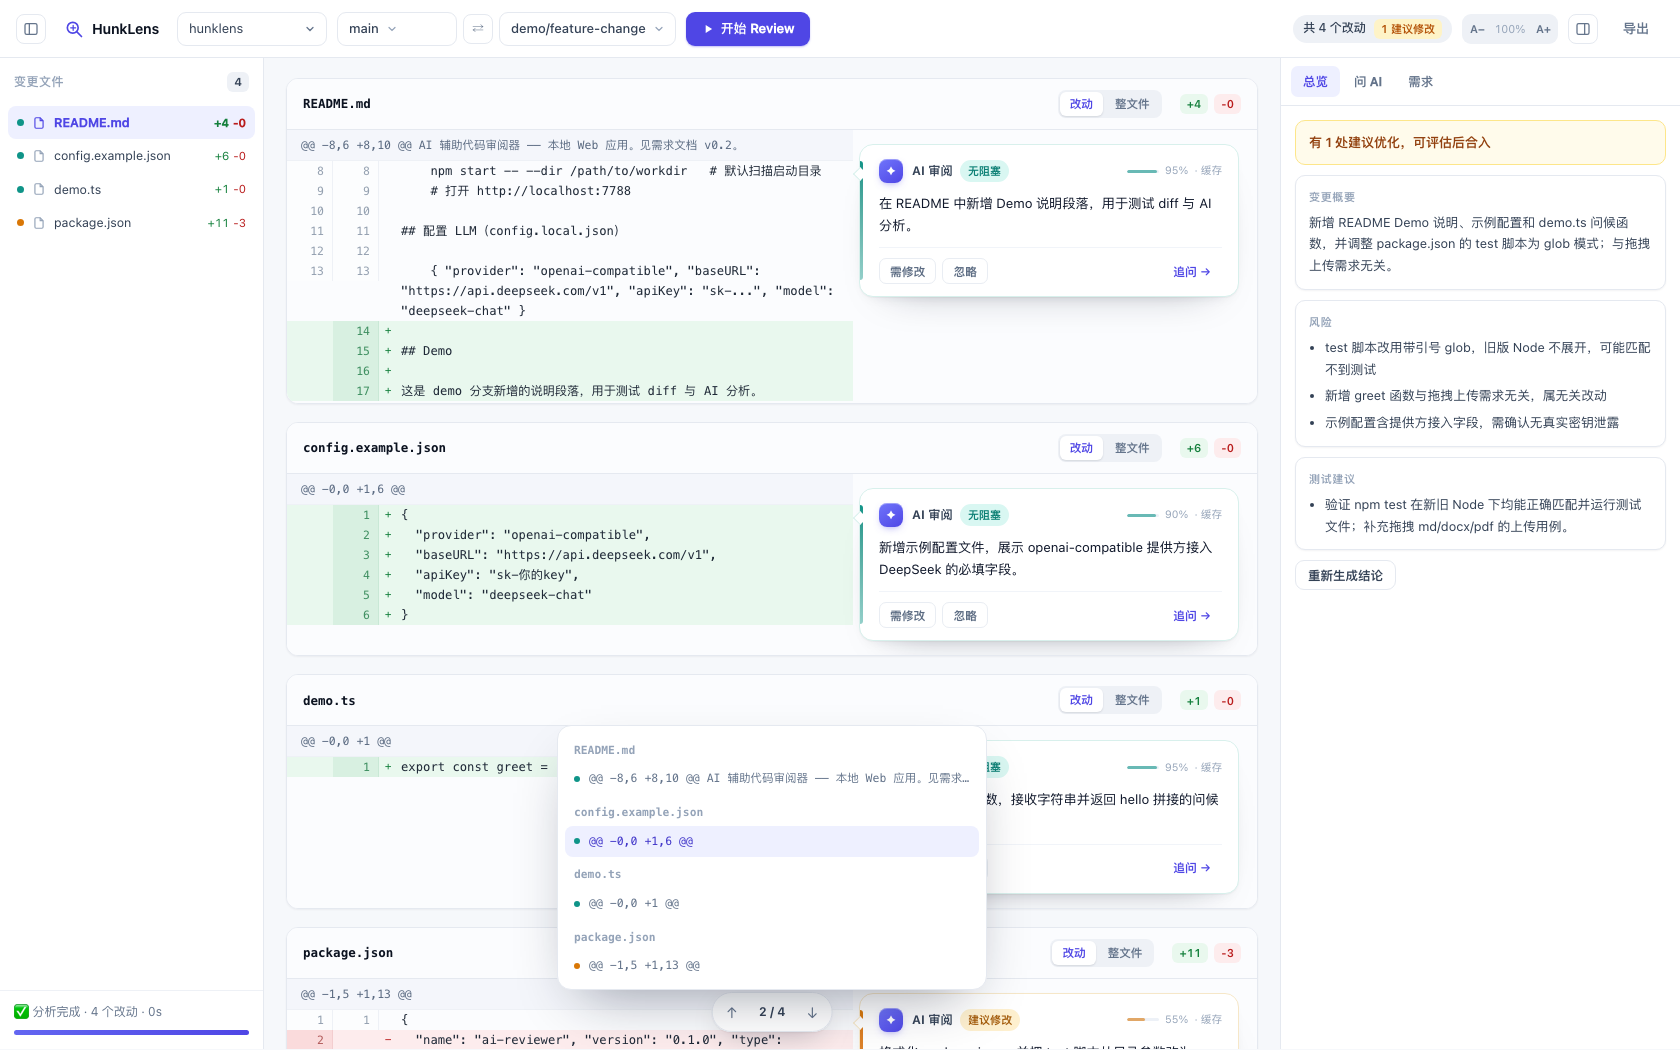 HunkLens
hunklens
main
demo/feature-change
开始 Review
共 4 个改动
1 建议修改
A−
100%
A+
导出
变更文件
4
README.md
+4 -0
config.example.json
+6 -0
demo.ts
+1 -0
package.json
+11 -3
✅ 分析完成 · 4 个改动 · 0s
README.md
改动
整文件
+4
-0
@@ −8,6 +8,10 @@ AI 辅助代码审阅器 —— 本地 Web 应用。见需求文档 v0.2。
8 8 npm start -- --dir /path/to/workdir # 默认扫描启动目录
9 9 # 打开 http://localhost:7788
10 10
11 11 ## 配置 LLM（config.local.json）
12 12
13 13 { "provider": "openai-compatible", "baseURL":
"https://api.deepseek.com/v1", "apiKey": "sk-...", "model":
"deepseek-chat" }
14 +
15 + ## Demo
16 +
17 + 这是 demo 分支新增的说明段落，用于测试 diff 与 AI 分析。
AI 审阅
无阻塞
95%
· 缓存
在 README 中新增 Demo 说明段落，用于测试 diff 与 AI
分析。
需修改
忽略
追问 →
config.example.json
改动
整文件
+6
-0
@@ −0,0 +1,6 @@
1 + {
2 + "provider": "openai-compatible",
3 + "baseURL": "https://api.deepseek.com/v1",
4 + "apiKey": "sk-你的key",
5 + "model": "deepseek-chat"
6 + }
AI 审阅
无阻塞
90%
· 缓存
新增示例配置文件，展示 openai-compatible 提供方接入
DeepSeek 的必填字段。
需修改
忽略
追问 →
demo.ts
改动
整文件
+1
-0
@@ −0,0 +1 @@
1 + export const greet =
塞
95%
· 缓存
数，接收字符串并返回 hello 拼接的问候
追问 →
README.md
@@ −8,6 +8,10 @@ AI 辅助代码审阅器 —— 本地 Web 应用。见需求…
config.example.json
@@ −0,0 +1,6 @@
demo.ts
@@ −0,0 +1 @@
package.json
@@ −1,5 +1,13 @@
↑ 2 / 4 ↓
package.json
改动
整文件
+11
-3
@@ −1,5 +1,13 @@
1 1 {
2 − "name": "ai-reviewer", "version": "0.1.0", "type":
AI 审阅
建议修改
55%
· 缓存
总览
问 AI
需求
有 1 处建议优化，可评估后合入
变更概要
新增 README Demo 说明、示例配置和 demo.ts 问候函
数，并调整 package.json 的 test 脚本为 glob 模式；与拖拽
上传需求无关。
风险
• test 脚本改用带引号 glob，旧版 Node 不展开，可能匹配
不到测试
• 新增 greet 函数与拖拽上传需求无关，属无关改动
• 示例配置含提供方接入字段，需确认无真实密钥泄露
测试建议
• 验证 npm test 在新旧 Node 下均能正确匹配并运行测试
文件；补充拖拽 md/docx/pdf 的上传用例。
重新生成结论